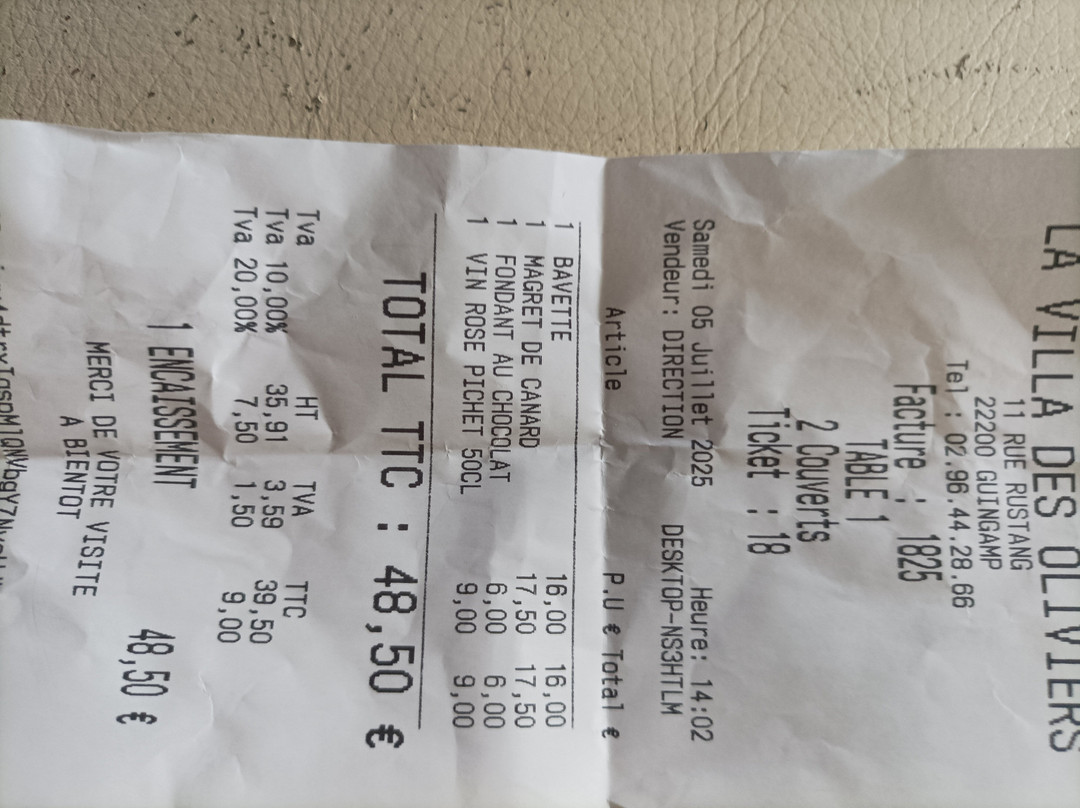 LA VILLA DES OLIVIERS
11 RUE RUSTANG
22200 GUINGAMP
Tel : 02.96.44.28.66
Facture : 1825
TABLE 1
2 Couverts
Ticket : 18
Samedi 05 Juillet 2025 Heure: 14:02
Vendeur: DIRECTION DESKTOP-NS3HTLM
Article P.U € Total €
1 BAVETTE 16,00 16,00
1 MAGRET DE CANARD 17,50 17,50
1 FONDANT AU CHOCOLAT 6,00 6,00
1 VIN ROSE PICHET 50CL 9,00 9,00
TOTAL TTC : 48,50 €
Tva HT TVA TTC
Tva 10,00% 35,91 3,59 39,50
Tva 20,00% 7,50 1,50 9,00
1 ENCAISSEMENT 48,50 €
MERCI DE VOTRE VISITE
A BIENTOT